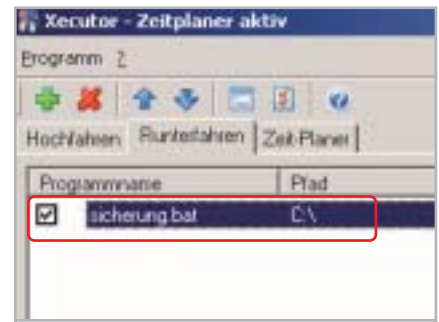 Xecutor - Zeitplaner aktiv
Programm ?
Hochfahren Runterfahren Zeit-Planer
Programmname Pfad
sicherung.bat C:\